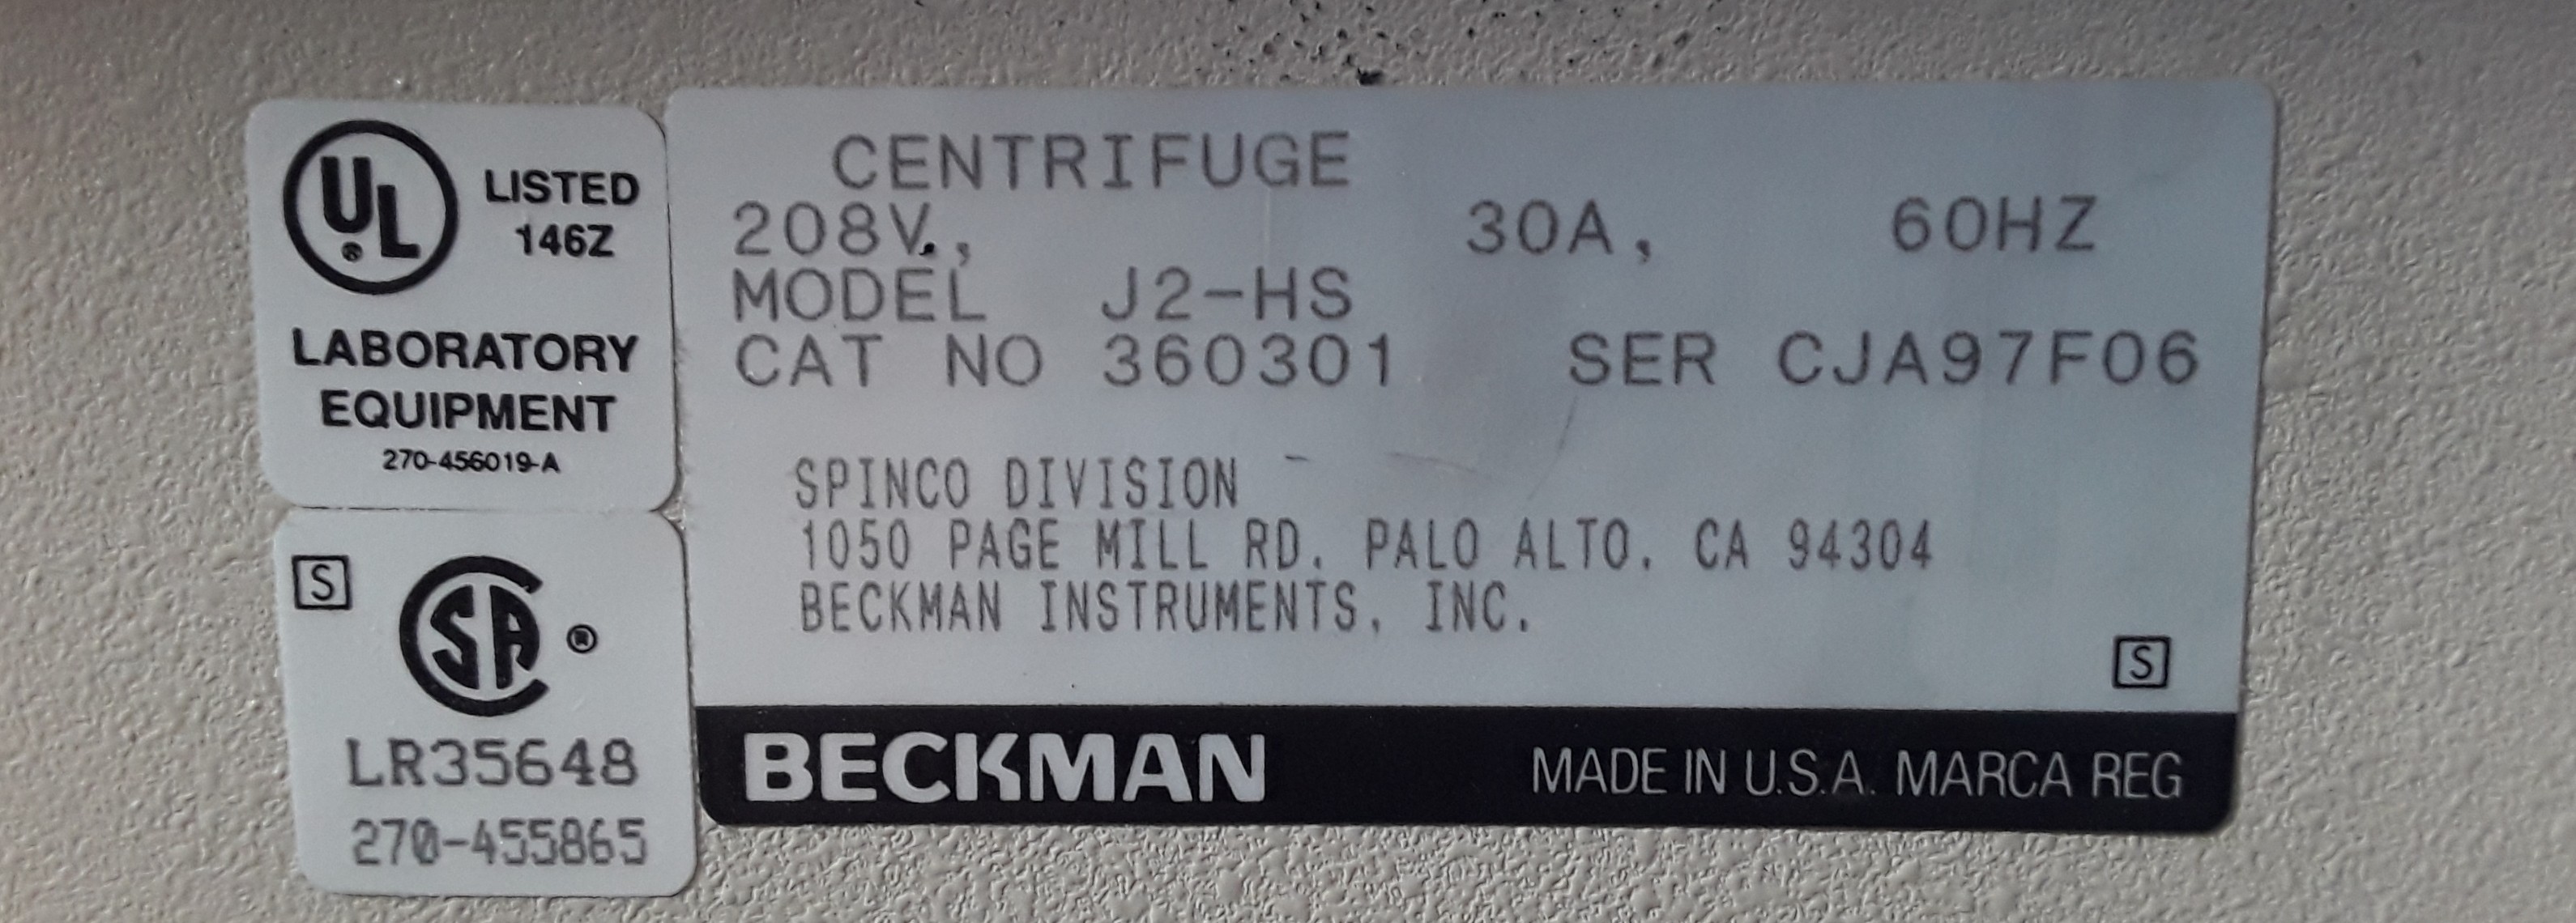 UL ®
LISTED
146Z
LABORATORY
EQUIPMENT
270-456019-A
S
CSA ®
LR35648
270-455865
CENTRIFUGE
208V., 30A, 60HZ
MODEL J2-HS
CAT NO 360301 SER CJA97F06
SPINCO DIVISION
1050 PAGE MILL RD. PALO ALTO, CA 94304
BECKMAN INSTRUMENTS, INC.
S
BECKMAN MADE IN U.S.A. MARCA REG